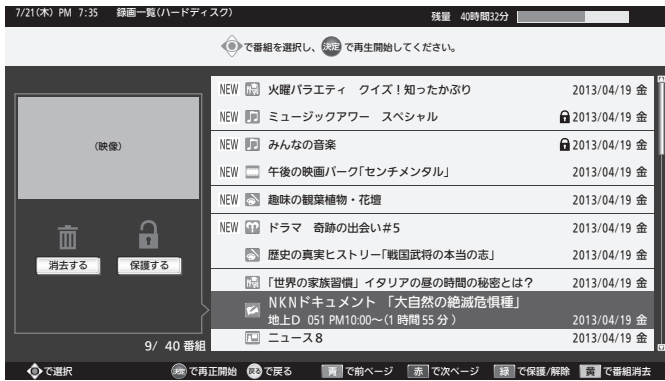 7/21(木) PM 7:35 録画一覧(ハードディスク) 残量 40時間32分
で番組を選択し、決定で再生開始してください。
NEW 火曜バラエティ クイズ！知ったかぶり 2013/04/19 金
NEW ミュージックアワー スペシャル 2013/04/19 金
(映像)
NEW みんなの音楽 2013/04/19 金
NEW 午後の映画パーク「センチメンタル」 2013/04/19 金
NEW 趣味の観葉植物・花壇 2013/04/19 金
NEW ドラマ 奇跡の出会い#5 2013/04/19 金
歴史の真実ヒストリー「戦国武将の本当の志」 2013/04/19 金
消去する 保護する
「世界の家族習慣」イタリアの昼の時間の秘密とは？ 2013/04/19 金
NKNドキュメント 「大自然の絶滅危惧種」
地上D 051 PM10:00〜(1時間55分) 2013/04/19 金
ニュース8 2013/04/19 金
9/ 40番組
で選択 決定で再正開始 戻るで戻る 青で前ページ 赤で次ページ 緑で保護/解除 黄で番組消去